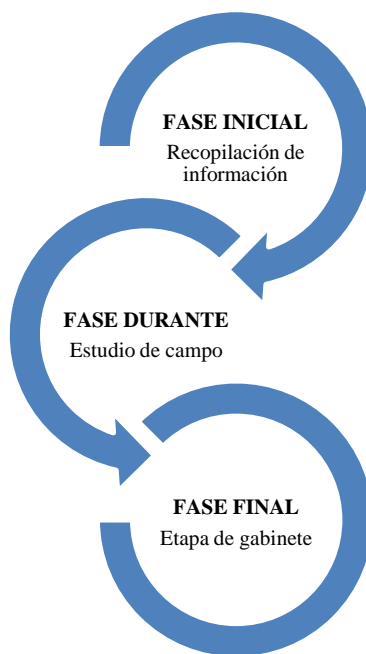 FASE INICIAL
Recopilación de
información
FASE DURANTE
Estudio de campo
FASE FINAL
Etapa de gabinete